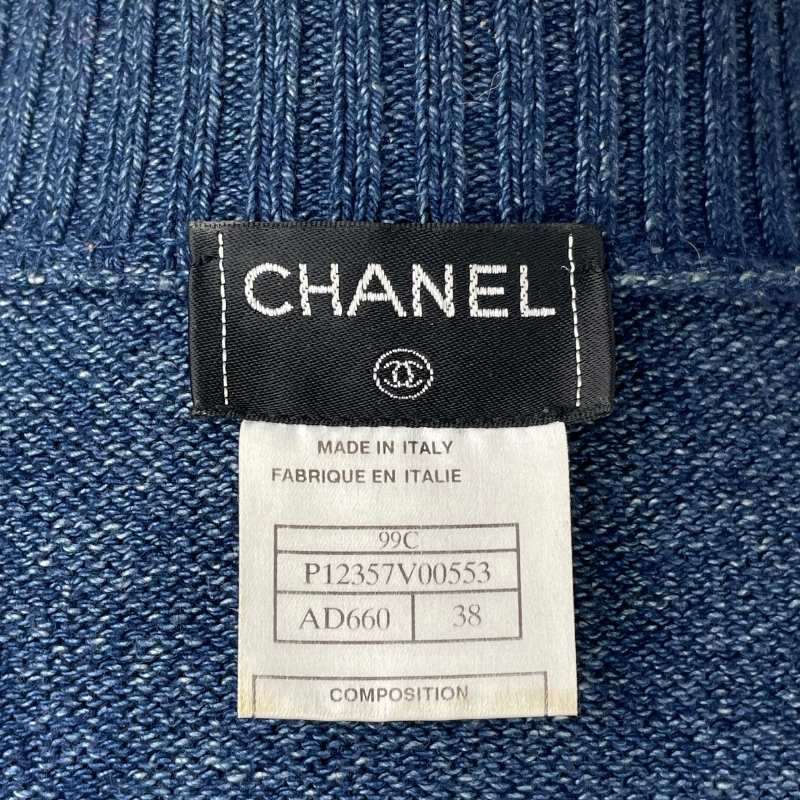 CHANEL
MADE IN ITALY
FABRIQUE EN ITALIE
99C
P12357V00553
AD660 38
COMPOSITION